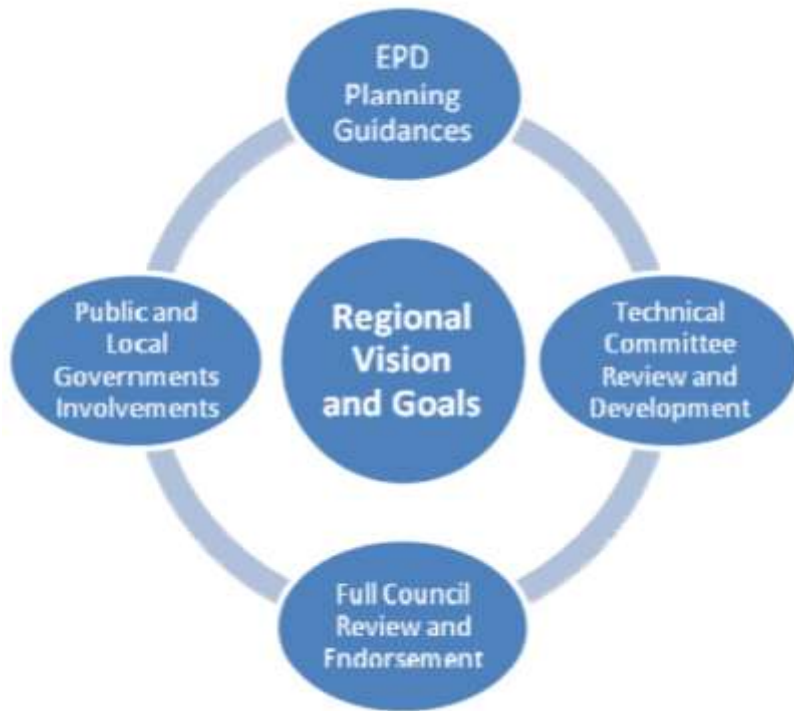 EPD
Planning
Guidances
Public and
Local
Governments
Involvements
Regional
Vision
and Goals
Technical
Committee
Review and
Development
Full Council
Review and
Endorsement